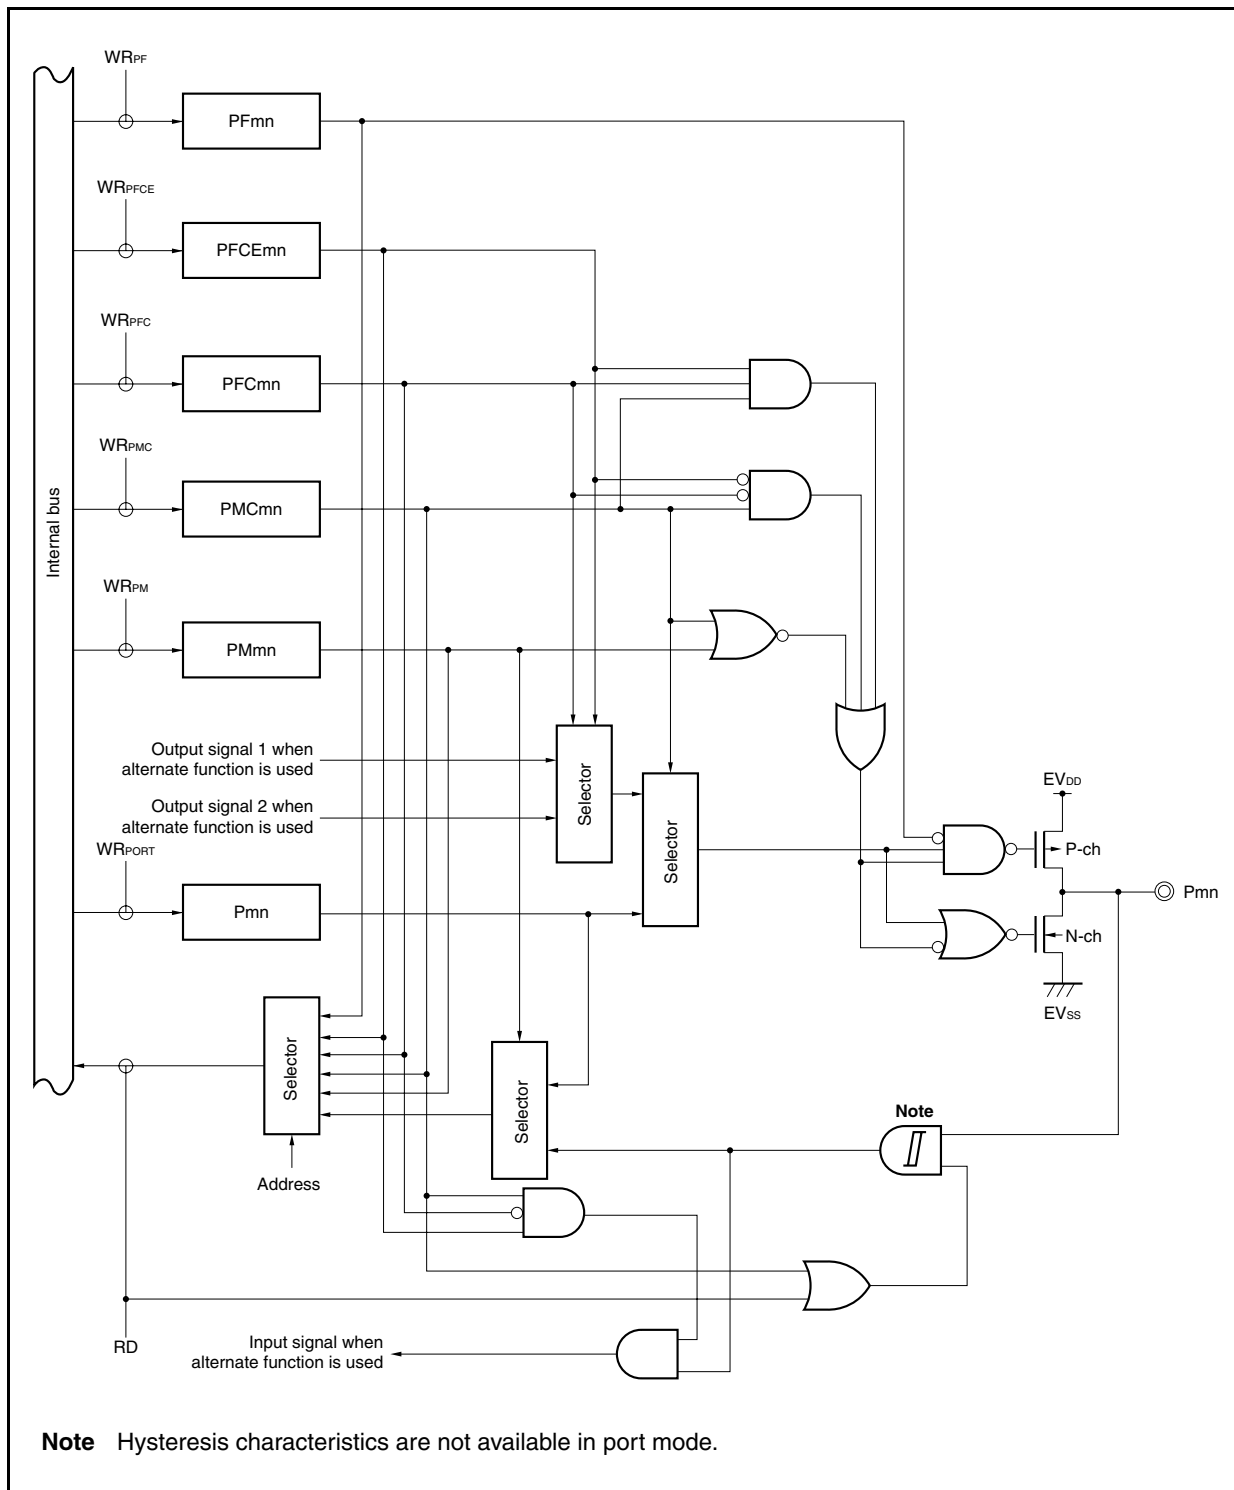 WRPF
PFmn
WRPFCE
PFCEmn
WRPFC
PFCmn
WRPMC
PMCmn
Internal bus
WRPM
PMmn
Output signal 1 when
alternate function is used
Output signal 2 when
alternate function is used
Selector
Selector
EVDD
P-ch
WRPORT
Pmn
Pmn
N-ch
EVSS
Selector
Selector
Address
Note
RD
Input signal when
alternate function is used
Note Hysteresis characteristics are not available in port mode.